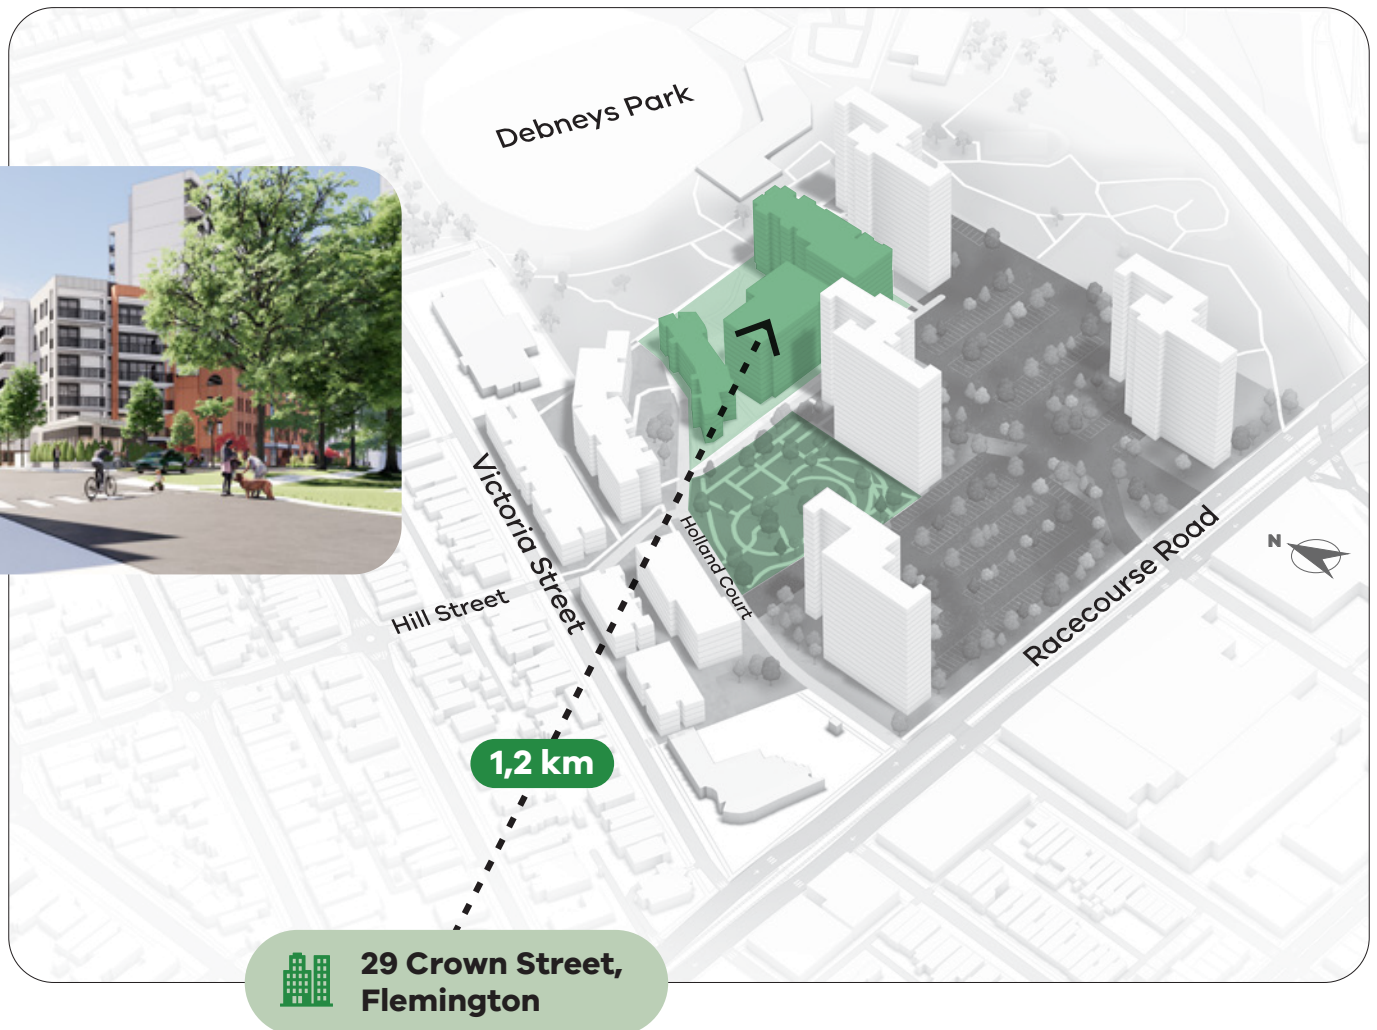 Debneys Park
Victoria Street
Holland Court
Hill Street
Racecourse Road
N
1,2 km
29 Crown Street,
Flemington